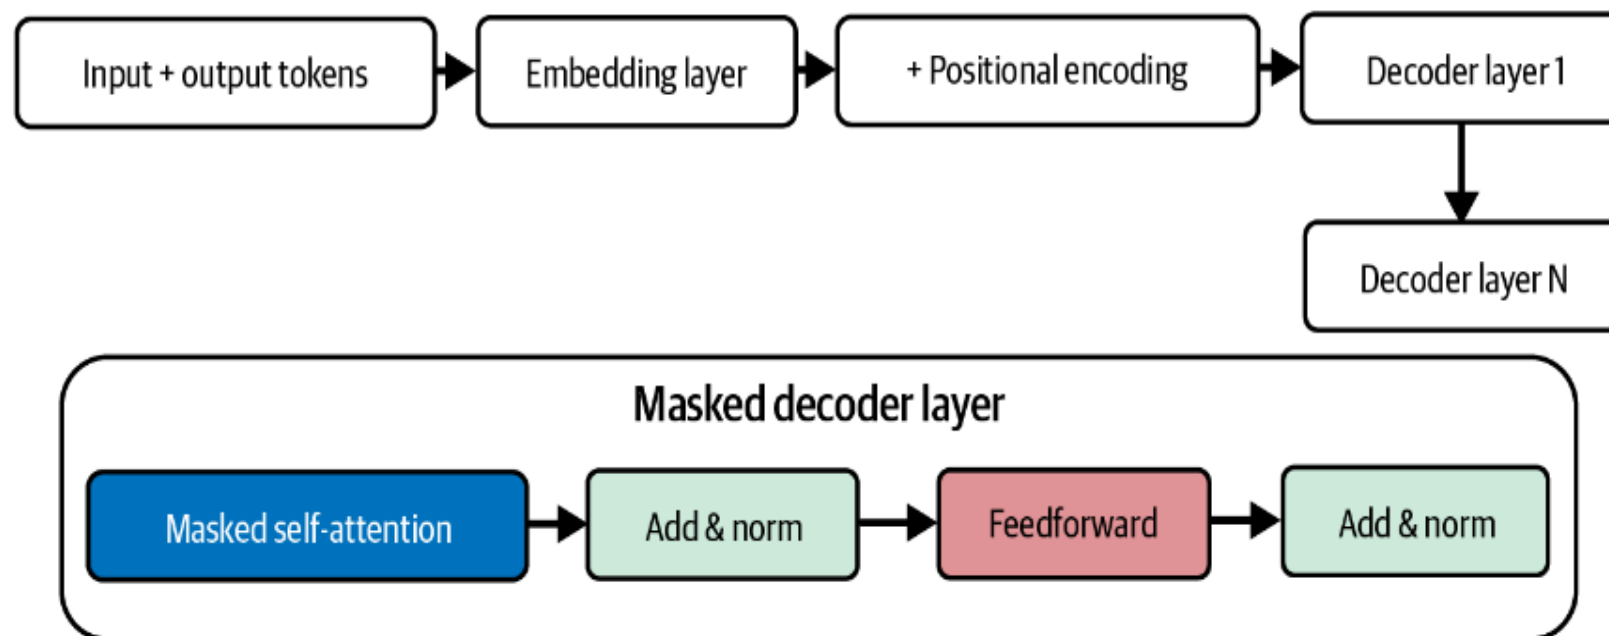 Input + output tokens
Embedding layer
+ Positional encoding
Decoder layer 1
Decoder layer N
Masked decoder layer
Masked self-attention
Add & norm
Feedforward
Add & norm